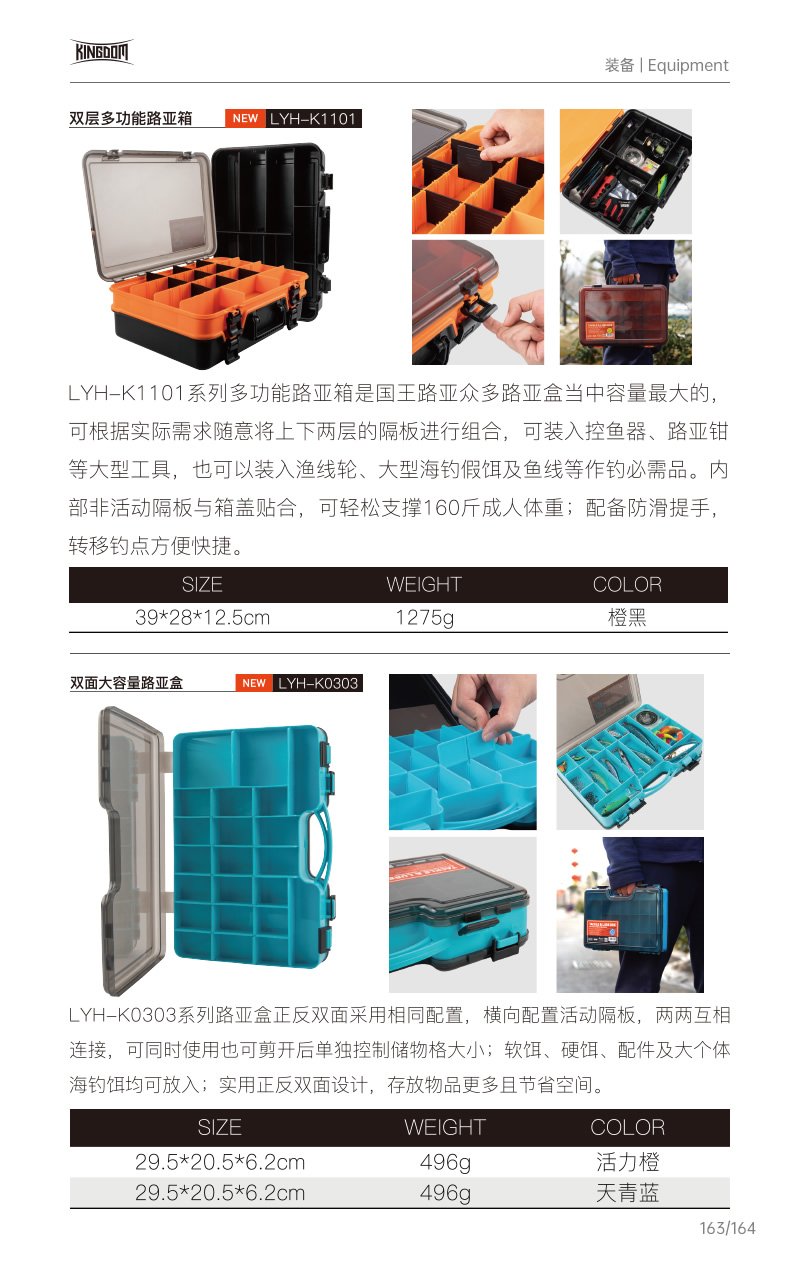 KINGDOM
装备 | Equipment
双层多功能路亚箱 NEW LYH-K1101
LYH-K1101系列多功能路亚箱是国王路亚众多路亚盒当中容量最大的，
可根据实际需求随意将上下两层的隔板进行组合，可装入控鱼器、路亚钳
等大型工具，也可以装入渔线轮、大型海钓假饵及鱼线等作钓必需品。内
部非活动隔板与箱盖贴合，可轻松支撑160斤成人体重；配备防滑提手，
转移钓点方便快捷。
SIZE WEIGHT COLOR
39*28*12.5cm 1275g 橙黑
双面大容量路亚盒 NEW LYH-K0303
LYH-K0303系列路亚盒正反双面采用相同配置，横向配置活动隔板，两两互相
连接，可同时使用也可剪开后单独控制储物格大小；软饵、硬饵、配件及大个体
海钓饵均可放入；实用正反双面设计，存放物品更多且节省空间。
SIZE WEIGHT COLOR
29.5*20.5*6.2cm 496g 活力橙
29.5*20.5*6.2cm 496g 天青蓝
163/164